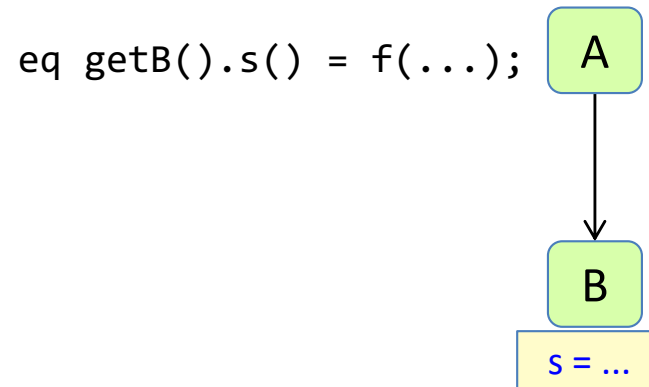 eq getB().s() = f(...);
A
B
s = ...